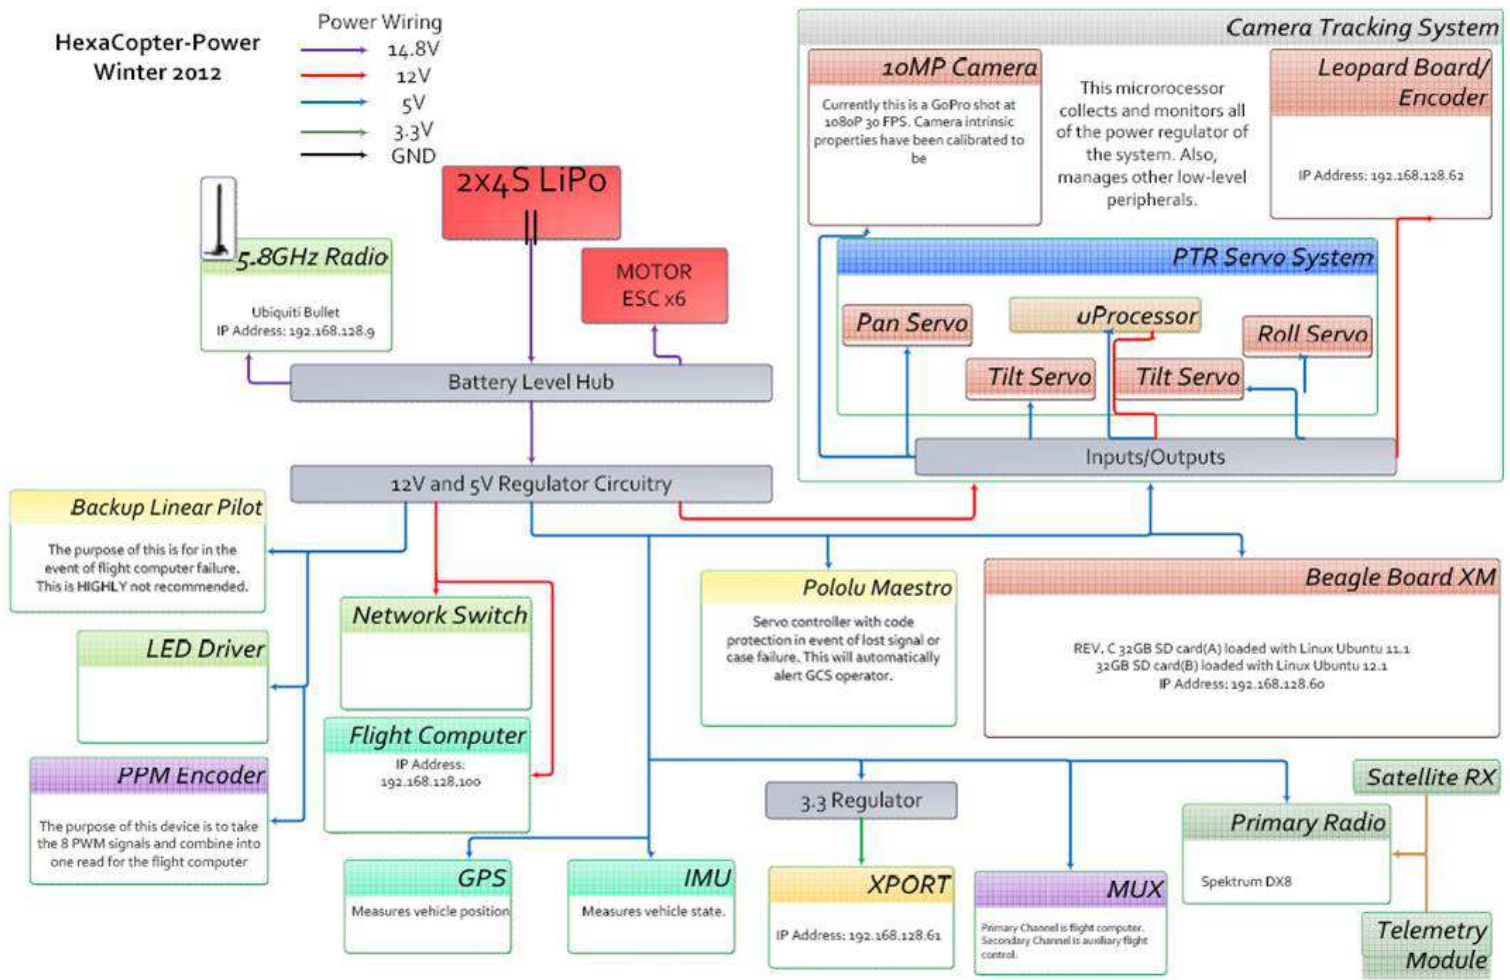 HexaCopter-Power
Winter 2012
Power Wiring
14.8V
12V
5V
3.3V
GND
2x4S LiPo
||
5.8GHz Radio
Ubiquiti Bullet
IP Address: 192.168.128.9
MOTOR
ESC x6
Battery Level Hub
12V and 5V Regulator Circuitry
Camera Tracking System
10MP Camera
Currently this is a GoPro shot at
1080P 30 FPS. Camera intrinsic
properties have been calibrated to
be
This microrocessor
collects and monitors all
of the power regulator of
the system. Also,
manages other low-level
peripherals.
Leopard Board/
Encoder
IP Address: 192.168.128.62
PTR Servo System
Pan Servo
uProcessor
Roll Servo
Tilt Servo
Tilt Servo
Inputs/Outputs
Backup Linear Pilot
The purpose of this is for in the
event of flight computer failure.
This is HIGHLY not recommended.
LED Driver
PPM Encoder
The purpose of this device is to take
the 8 PWM signals and combine into
one read for the flight computer
Network Switch
Flight Computer
IP Address:
192.168.128.100
Pololu Maestro
Servo controller with code
protection in event of lost signal or
case failure. This will automatically
alert GCS operator.
Beagle Board XM
REV. C 32GB SD card(A) loaded with Linux Ubuntu 11.1
32GB SD card(B) loaded with Linux Ubuntu 12.1
IP Address: 192.168.128.60
GPS
Measures vehicle position
IMU
Measures vehicle state.
3.3 Regulator
XPORT
IP Address: 192.168.128.61
MUX
Primary Channel is flight computer.
Secondary Channel is auxiliary flight
control.
Primary Radio
Spektrum DX8
Satellite RX
Telemetry
Module